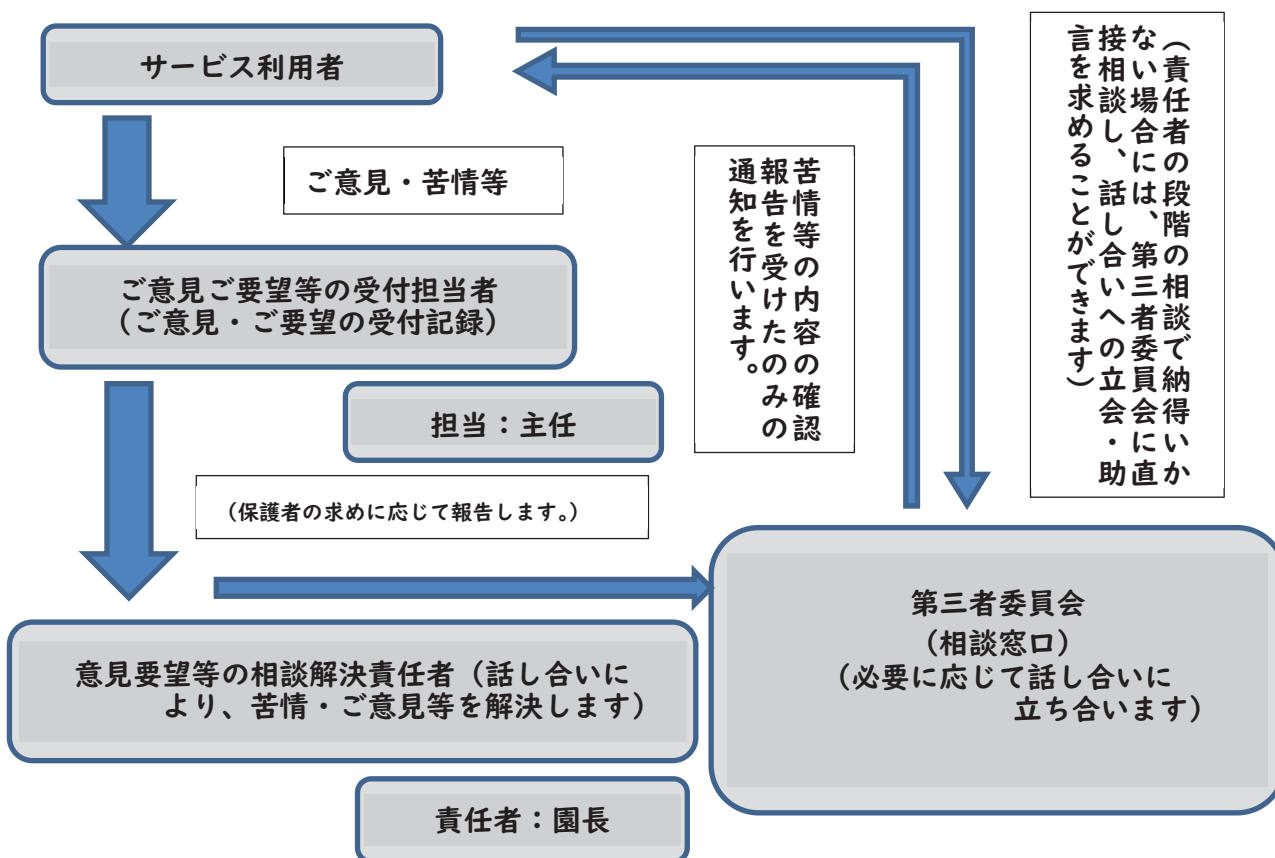 サービス利用者
ご意見・苦情等
ご意見ご要望等の受付担当者
(ご意見・ご要望の受付記録)
担当:主任
(保護者の求めに応じて報告します。)
意見要望等の相談解決責任者(話し合いに
より、苦情・ご意見等を解決します)
責任者:園長
苦情等の内容の確認
報告を受けたのみの
通知を行います。
(責任者の段階の相談で納得いか
ない場合には、第三者委員会に直
接相談し、話し合いへの立会・助
言を求めることができます)
第三者委員会
(相談窓口)
(必要に応じて話し合いに
立ち合います)